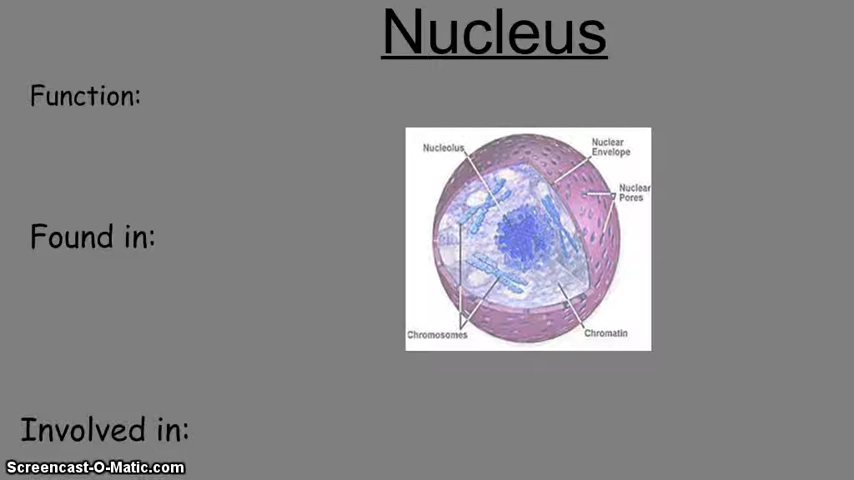 Nucleus
Function:
Nucleolus
Nuclear
Envelope
Nuclear
Pores
Found in:
Chromosomes
Chromatin
Involved in:
Screencast-O-Matic.com